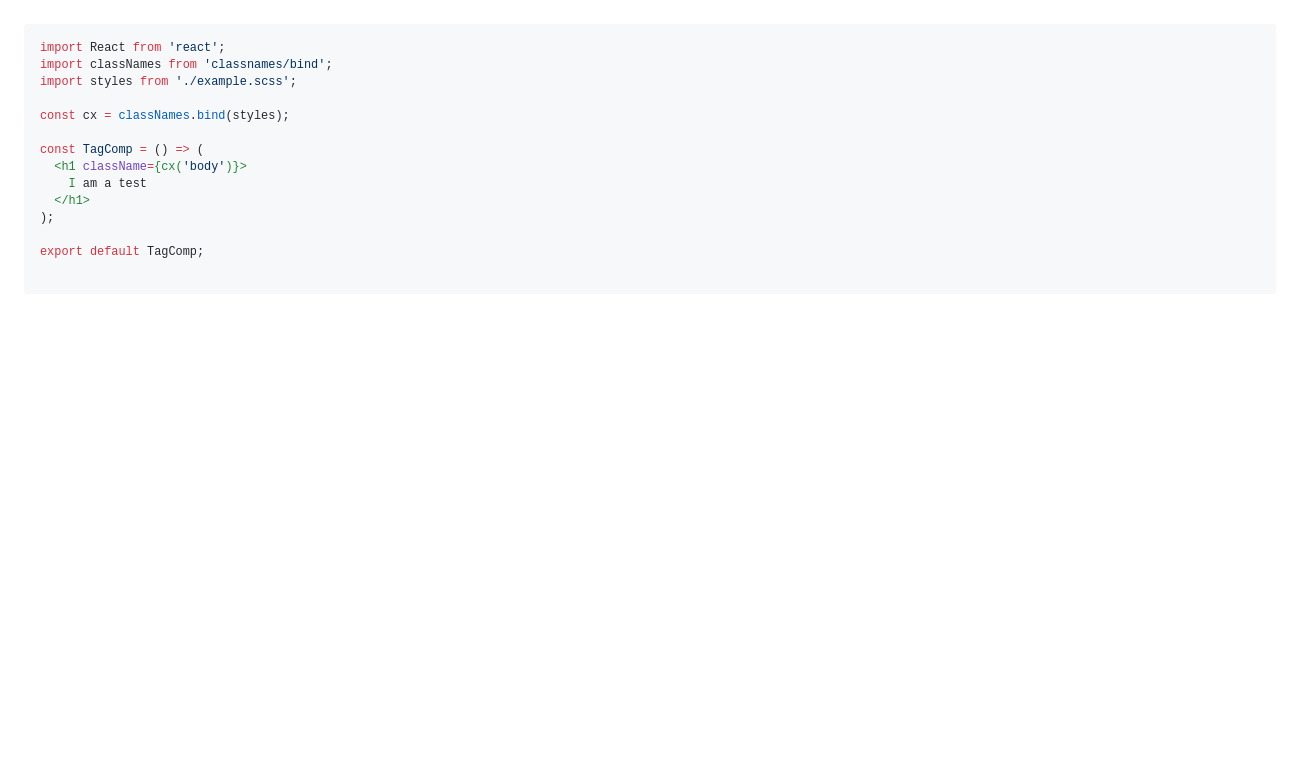 import React from 'react';
import classNames from 'classnames/bind';
import styles from './example.scss';

const cx = classNames.bind(styles);

const TagComp = () => (
  <h1 className={cx('body')}>
    I am a test
  </h1>
);

export default TagComp;